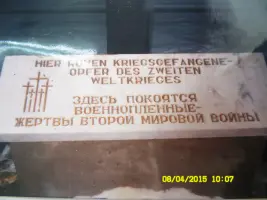 HIER RUHEN KRIEGSGEFANGENE-
OPFER DES ZWEITEN
WELTKRIEGES
ЗДЕСЬ ПОКОЯТСЯ
ВОЕННОПЛЕННЫЕ-
ЖЕРТВЫ ВТОРОЙ МИРОВОЙ ВОЙНЫ
08/04/2015 10:07